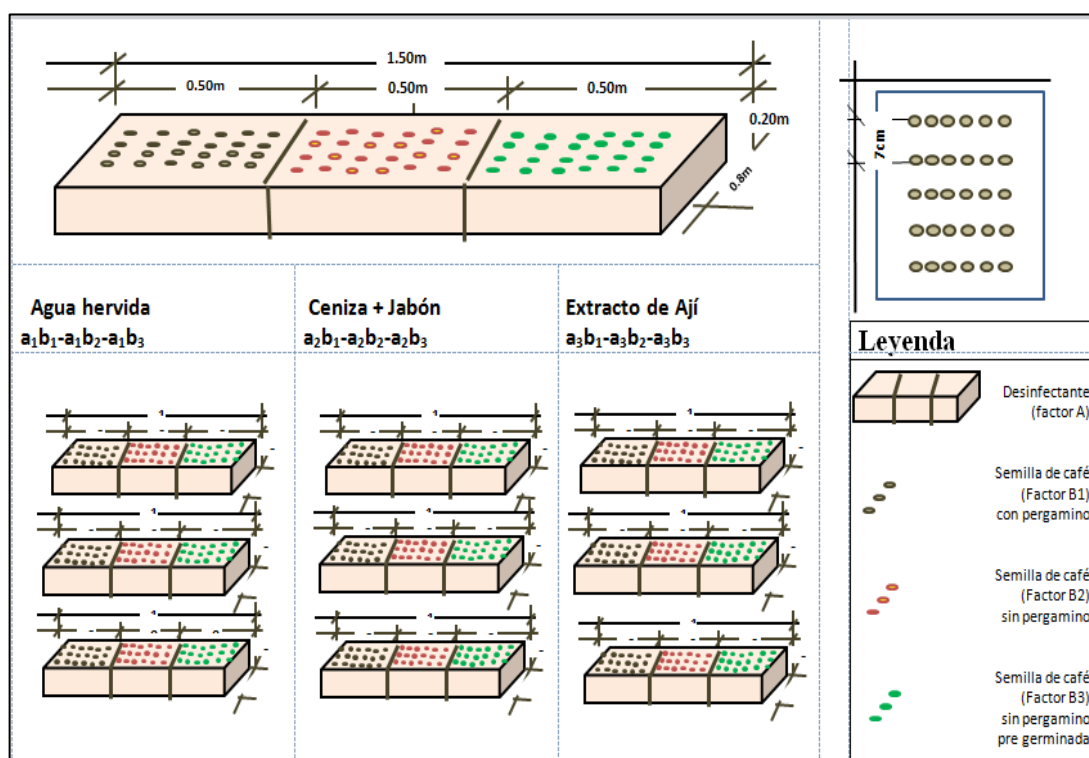 1.50m
0.50m
0.50m
0.50m
0.20m
0.8m
7cm
Agua hervida
a₁b₁-a₁b₂-a₁b₃
Ceniza + Jabón
a₂b₁-a₂b₂-a₂b₃
Extracto de Ají
a₃b₁-a₃b₂-a₃b₃
Leyenda
Desinfectante
(factor A)
Semilla de café
(Factor B1)
con pergamino
Semilla de café
(Factor B2)
sin pergamino
Semilla de café
(Factor B3)
sin pergamino
pre germinada